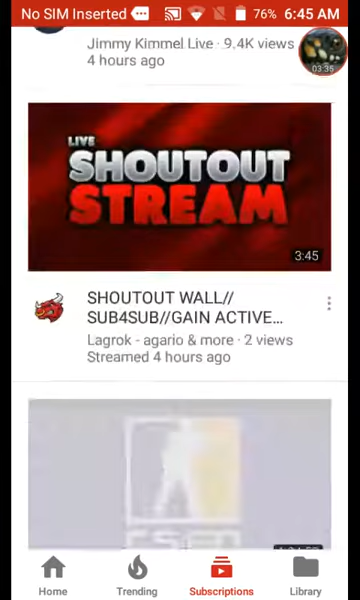 No SIM Inserted 76% 6:45 AM
Jimmy Kimmel Live · 9.4K views
4 hours ago
03:35
LIVE
SHOUTOUT
STREAM
3:45
SHOUTOUT WALL//
SUB4SUB//GAIN ACTIVE...
Lagrok - agario & more · 2 views
Streamed 4 hours ago
Home Trending Subscriptions Library